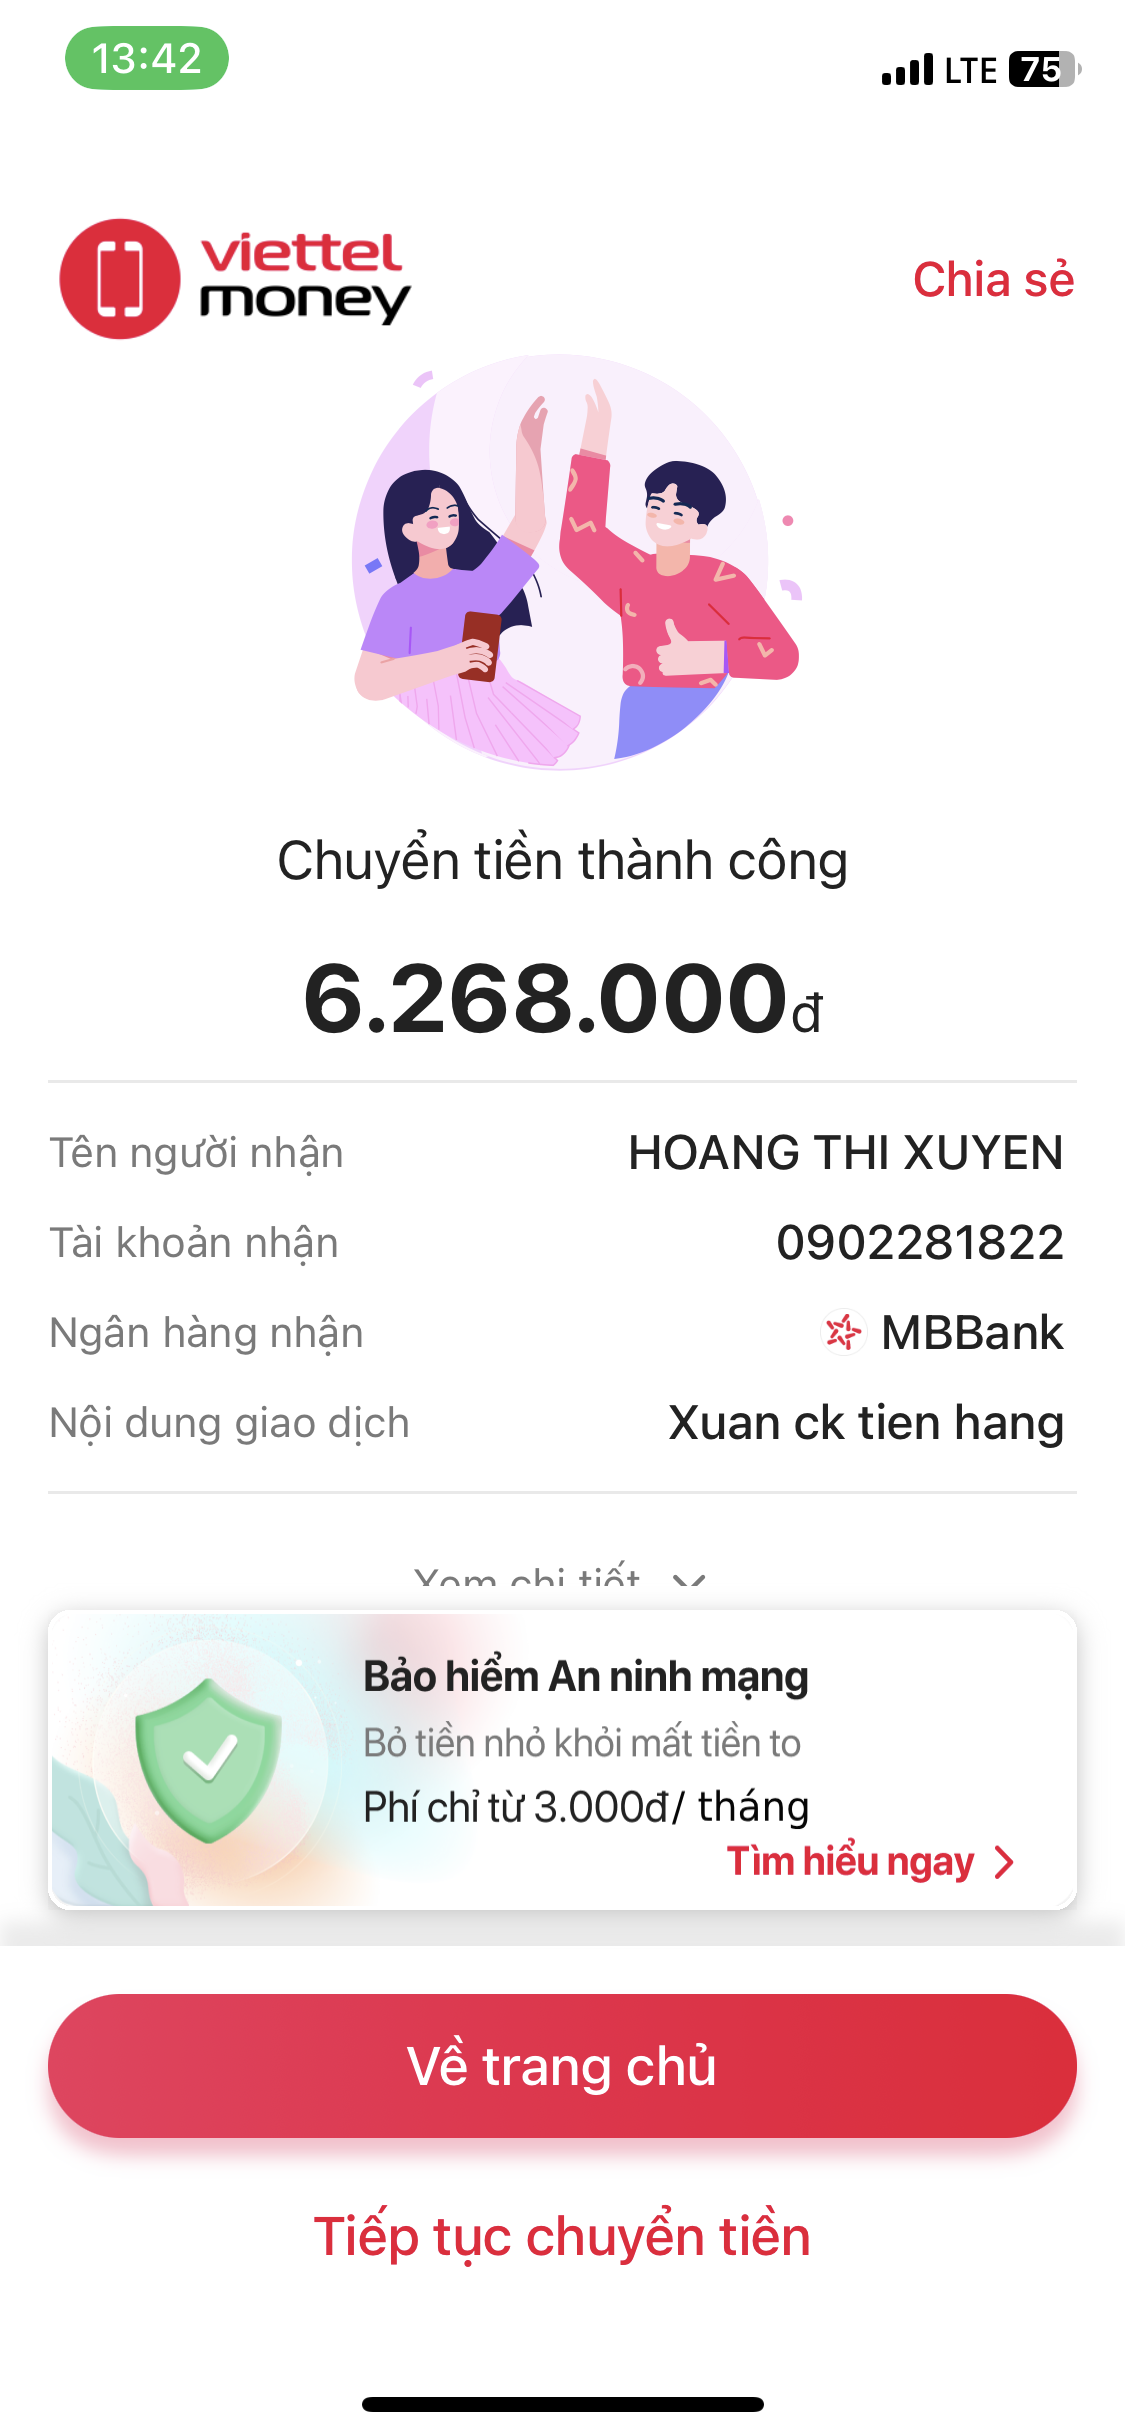 13:42
LTE 75
viettel
money
Chia sẻ
Chuyển tiền thành công
6.268.000đ
Tên người nhận HOANG THI XUYEN
Tài khoản nhận 0902281822
Ngân hàng nhận MBBank
Nội dung giao dịch Xuan ck tien hang
Xem chi tiết
Bảo hiểm An ninh mạng
Bỏ tiền nhỏ khỏi mất tiền to
Phí chỉ từ 3.000đ/ tháng
Tìm hiểu ngay
Về trang chủ
Tiếp tục chuyển tiền